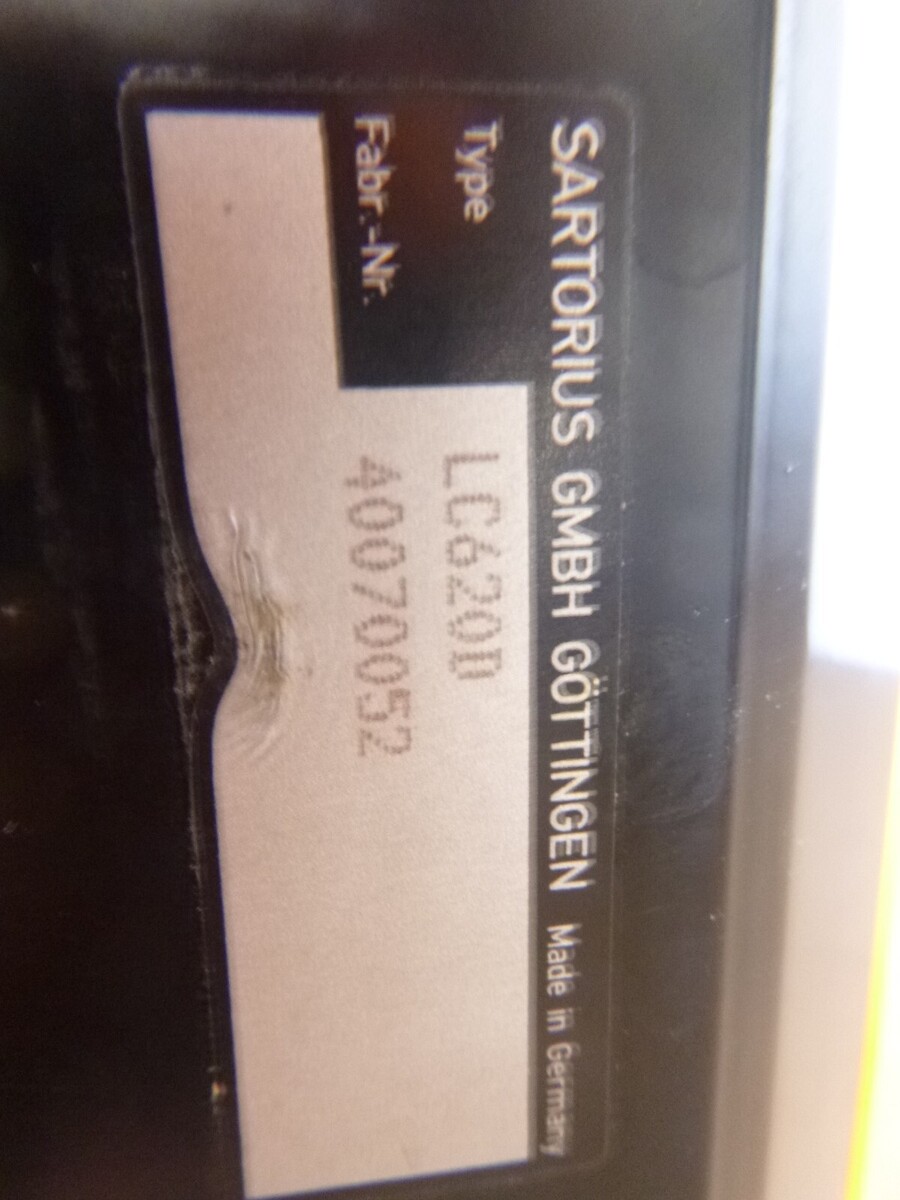 SARTORIUS GMBH GÖTTINGEN Made in Germany
Type LC620D
Fabr.-Nr. 40070052